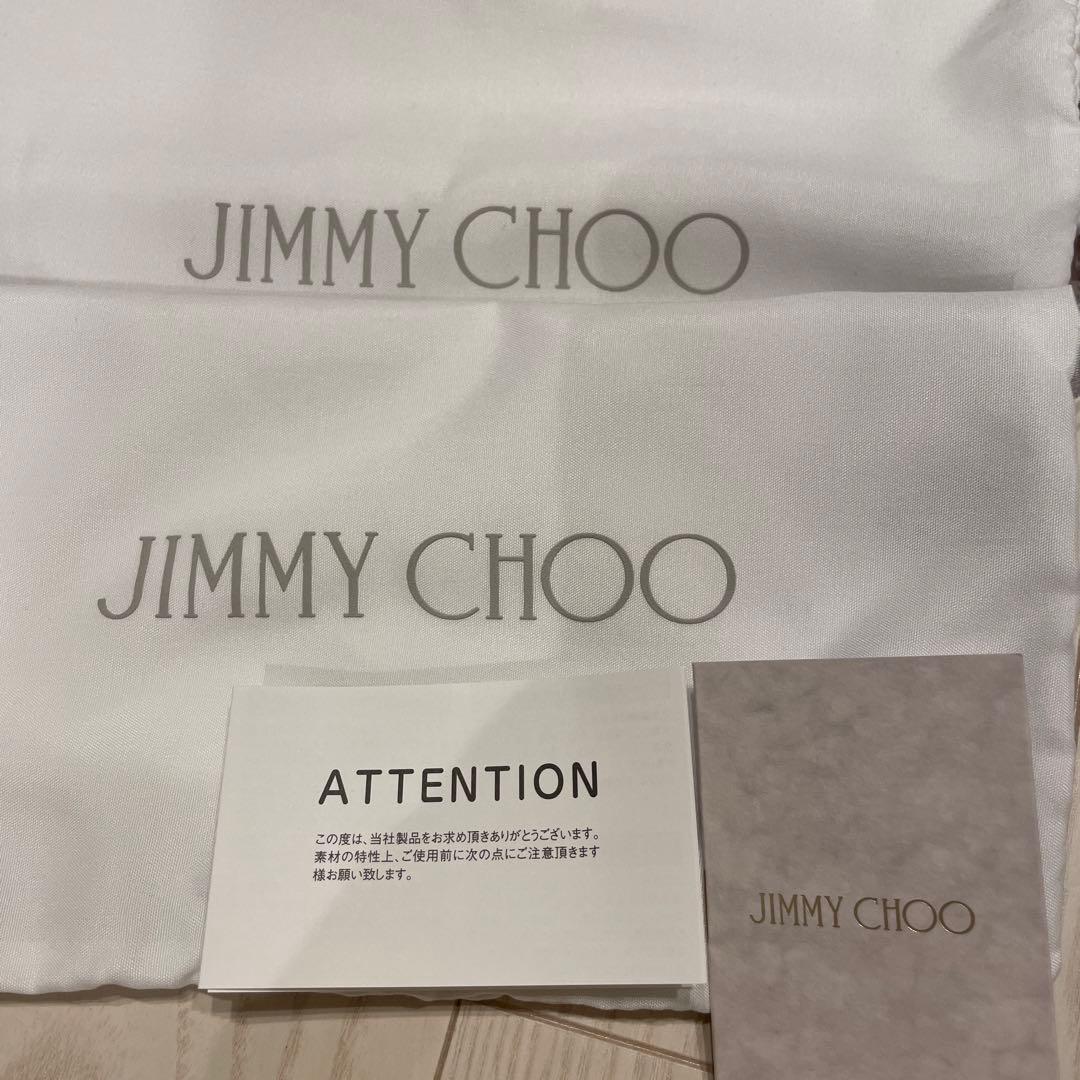 JIMMY CHOO
JIMMY CHOO
ATTENTION
この度は、当社製品をお求め頂きありがとうございます。
素材の特性上、ご使用前に次の点にご注意頂きます
様お願い致します。
JIMMY CHOO